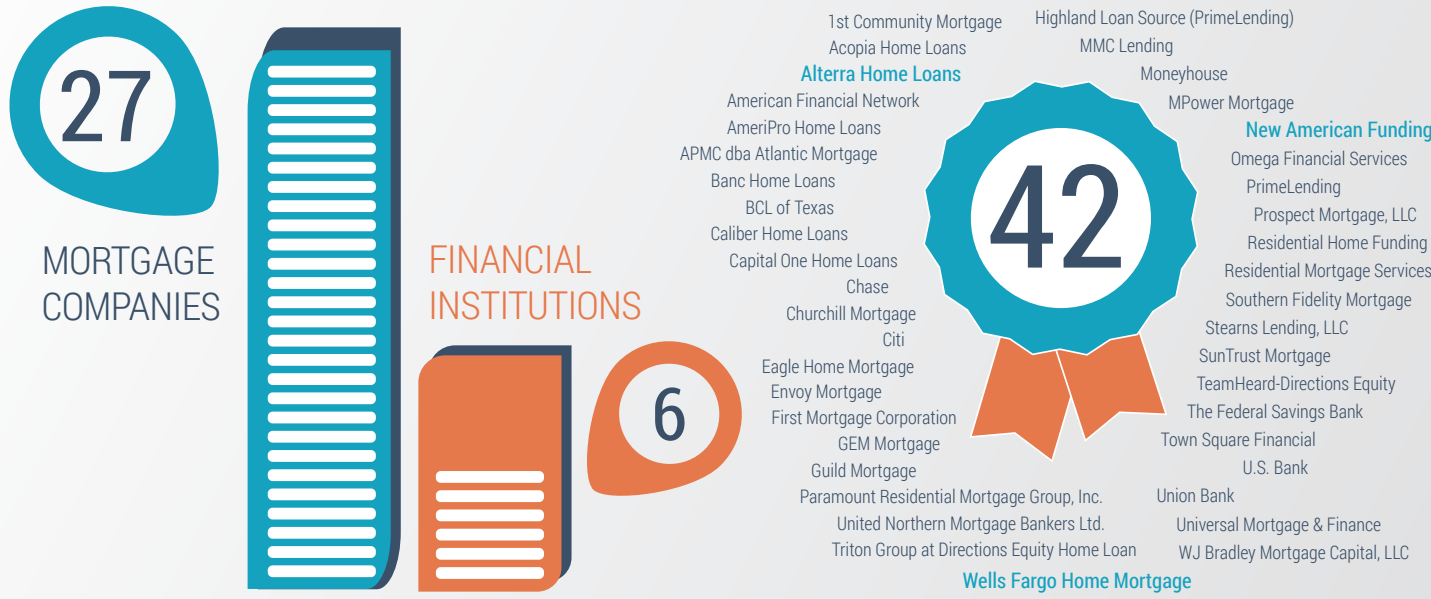 27
MORTGAGE
COMPANIES
FINANCIAL
INSTITUTIONS
6
1st Community Mortgage
Acopia Home Loans
Alterra Home Loans
American Financial Network
AmeriPro Home Loans
APMC dba Atlantic Mortgage
Banc Home Loans
BCL of Texas
Caliber Home Loans
Capital One Home Loans
Chase
Churchill Mortgage
Citi
Eagle Home Mortgage
Envoy Mortgage
First Mortgage Corporation
GEM Mortgage
Guild Mortgage
Paramount Residential Mortgage Group, Inc.
United Northern Mortgage Bankers Ltd.
Triton Group at Directions Equity Home Loan
Wells Fargo Home Mortgage
42
Highland Loan Source (PrimeLending)
MMC Lending
Moneyhouse
MPower Mortgage
New American Funding
Omega Financial Services
PrimeLending
Prospect Mortgage, LLC
Residential Home Funding
Residential Mortgage Services
Southern Fidelity Mortgage
Stearns Lending, LLC
SunTrust Mortgage
TeamHeard-Directions Equity
The Federal Savings Bank
Town Square Financial
U.S. Bank
Union Bank
Universal Mortgage & Finance
WJ Bradley Mortgage Capital, LLC